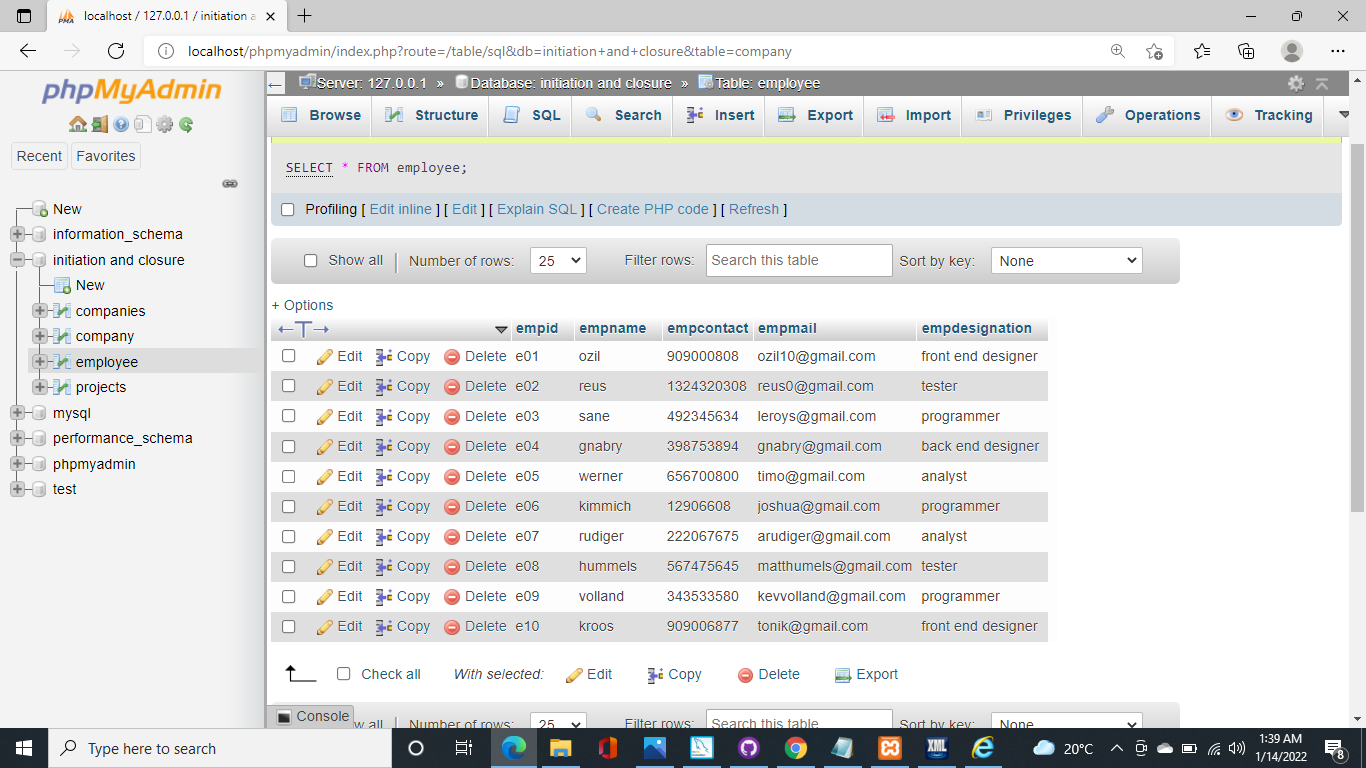 localhost / 127.0.0.1 / initiation a
localhost/phpmyadmin/index.php?route=/table/sql&db=initiation+and+closure&table=company
phpMyAdmin
Recent Favorites
New
information_schema
initiation and closure
New
companies
company
employee
projects
mysql
performance_schema
phpmyadmin
test
Server: 127.0.0.1 » Database: initiation and closure » Table: employee
Browse Structure SQL Search Insert Export Import Privileges Operations Tracking
SELECT * FROM employee;
Profiling [ Edit inline ] [ Edit ] [ Explain SQL ] [ Create PHP code ] [ Refresh ]
Show all | Number of rows: 25 Filter rows: Search this table Sort by key: None
+ Options
←T→ empid empname empcontact empmail empdesignation
Edit Copy Delete e01 ozil 909000808 ozil10@gmail.com front end designer
Edit Copy Delete e02 reus 1324320308 reus0@gmail.com tester
Edit Copy Delete e03 sane 492345634 leroys@gmail.com programmer
Edit Copy Delete e04 gnabry 398753894 gnabry@gmail.com back end designer
Edit Copy Delete e05 werner 656700800 timo@gmail.com analyst
Edit Copy Delete e06 kimmich 12906608 joshua@gmail.com programmer
Edit Copy Delete e07 rudiger 222067675 arudiger@gmail.com analyst
Edit Copy Delete e08 hummels 567475645 matthumels@gmail.com tester
Edit Copy Delete e09 volland 343533580 kevvolland@gmail.com programmer
Edit Copy Delete e10 kroos 909006877 tonik@gmail.com front end designer
Check all With selected: Edit Copy Delete Export
Console
all | Number of rows: 25 Filter rows: Search this table Sort by key: None
Type here to search
XML
20°C
1:39 AM
1/14/2022
8